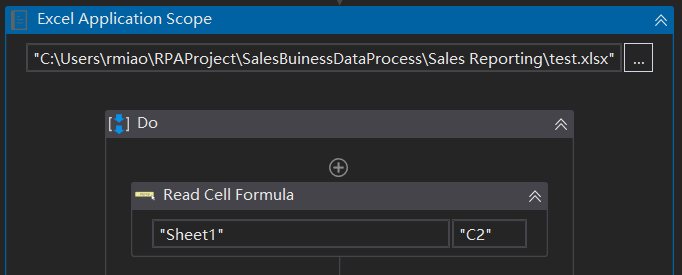 Excel Application Scope
"C:\Users\rmiao\RPAProject\SalesBuinessDataProcess\Sales Reporting\test.xlsx" ...
Do
Read Cell Formula
"Sheet1" "C2"